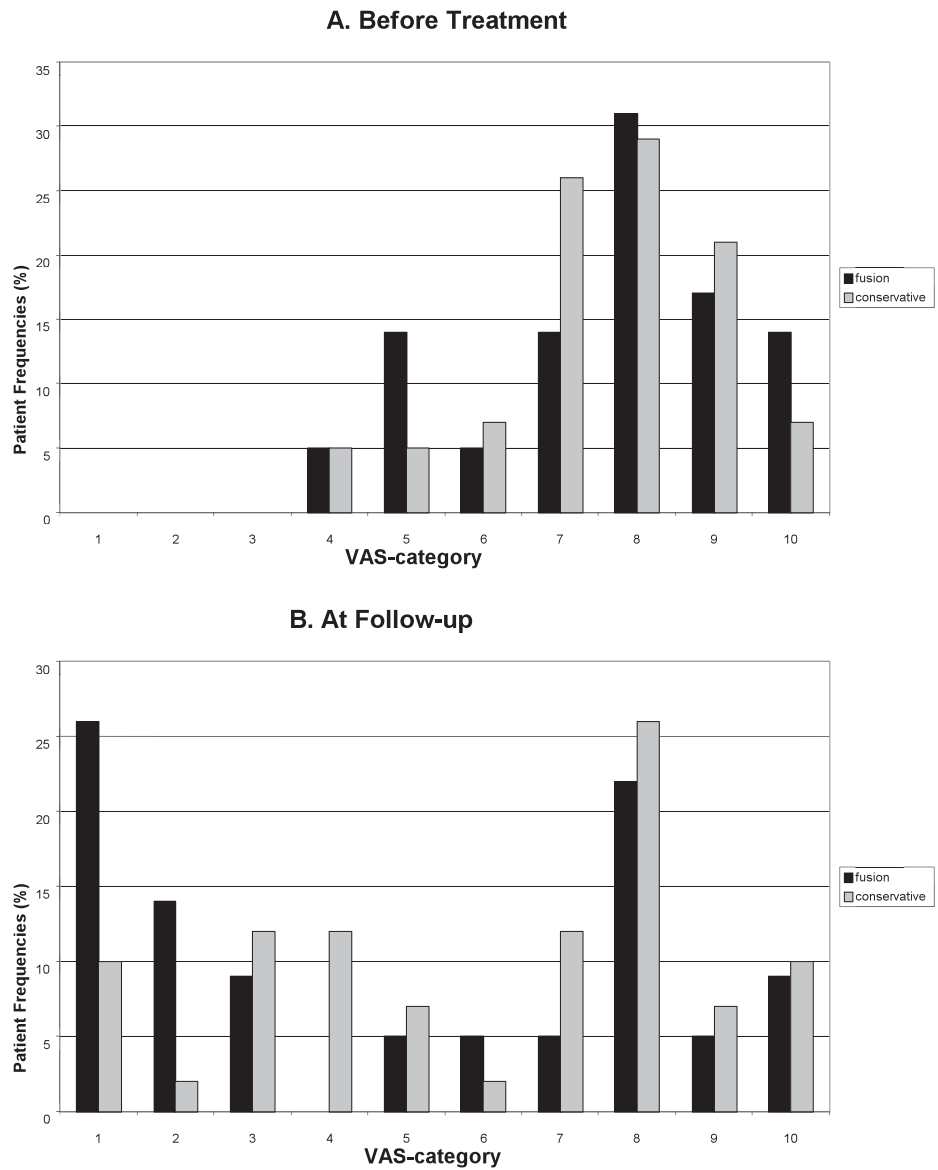 A. Before Treatment
35
30
25
20
15
10
5
0
Patient Frequencies (%)
1 2 3 4 5 6 7 8 9 10
VAS-category
fusion
conservative
B. At Follow-up
30
25
20
15
10
5
0
Patient Frequencies (%)
1 2 3 4 5 6 7 8 9 10
VAS-category
fusion
conservative